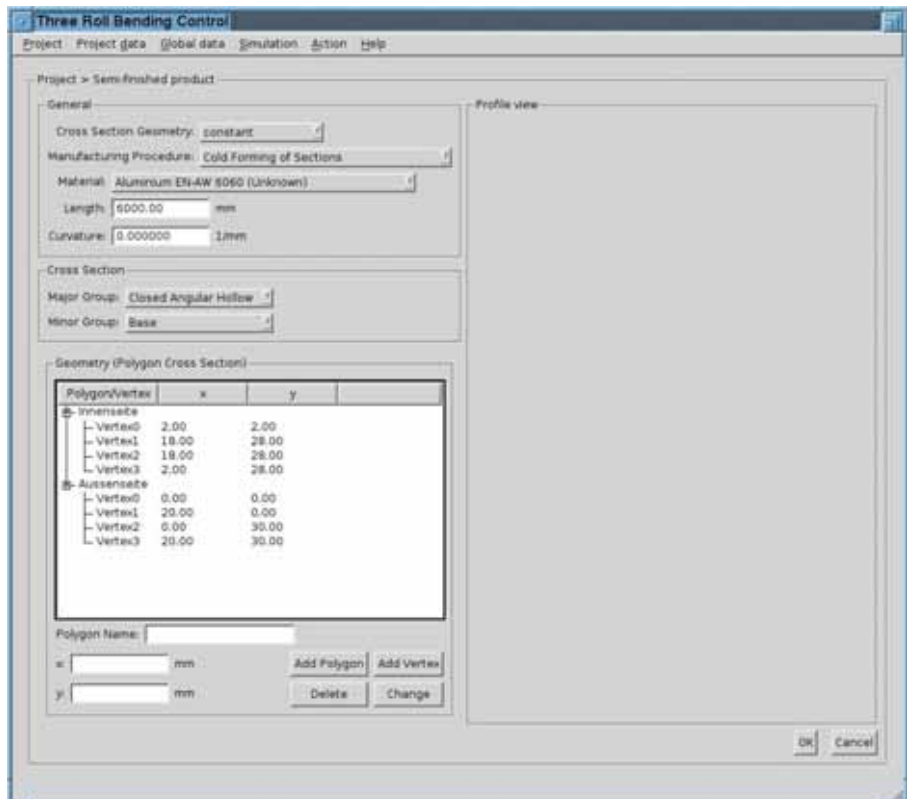 Three Roll Bending Control
Project Project data Global data Simulation Action Help
Project > Semi-finished product
General
Cross Section Geometry: constant
Manufacturing Procedure: Cold Forming of Sections
Material: Aluminium EN-AW 6060 (Unknown)
Length: 6000.00 mm
Curvature: 0.000000 1/mm
Cross Section
Major Group: Closed Angular Hollow
Minor Group: Base
Geometry (Polygon Cross Section)
Polygon/Vertex x y
Innenseite
Vertex0 2.00 2.00
Vertex1 18.00 28.00
Vertex2 18.00 28.00
Vertex3 2.00 28.00
Aussenseite
Vertex0 0.00 0.00
Vertex1 20.00 0.00
Vertex2 0.00 30.00
Vertex3 20.00 30.00
Polygon Name:
x: mm Add Polygon Add Vertex
y: mm Delete Change
Profile view
OK Cancel